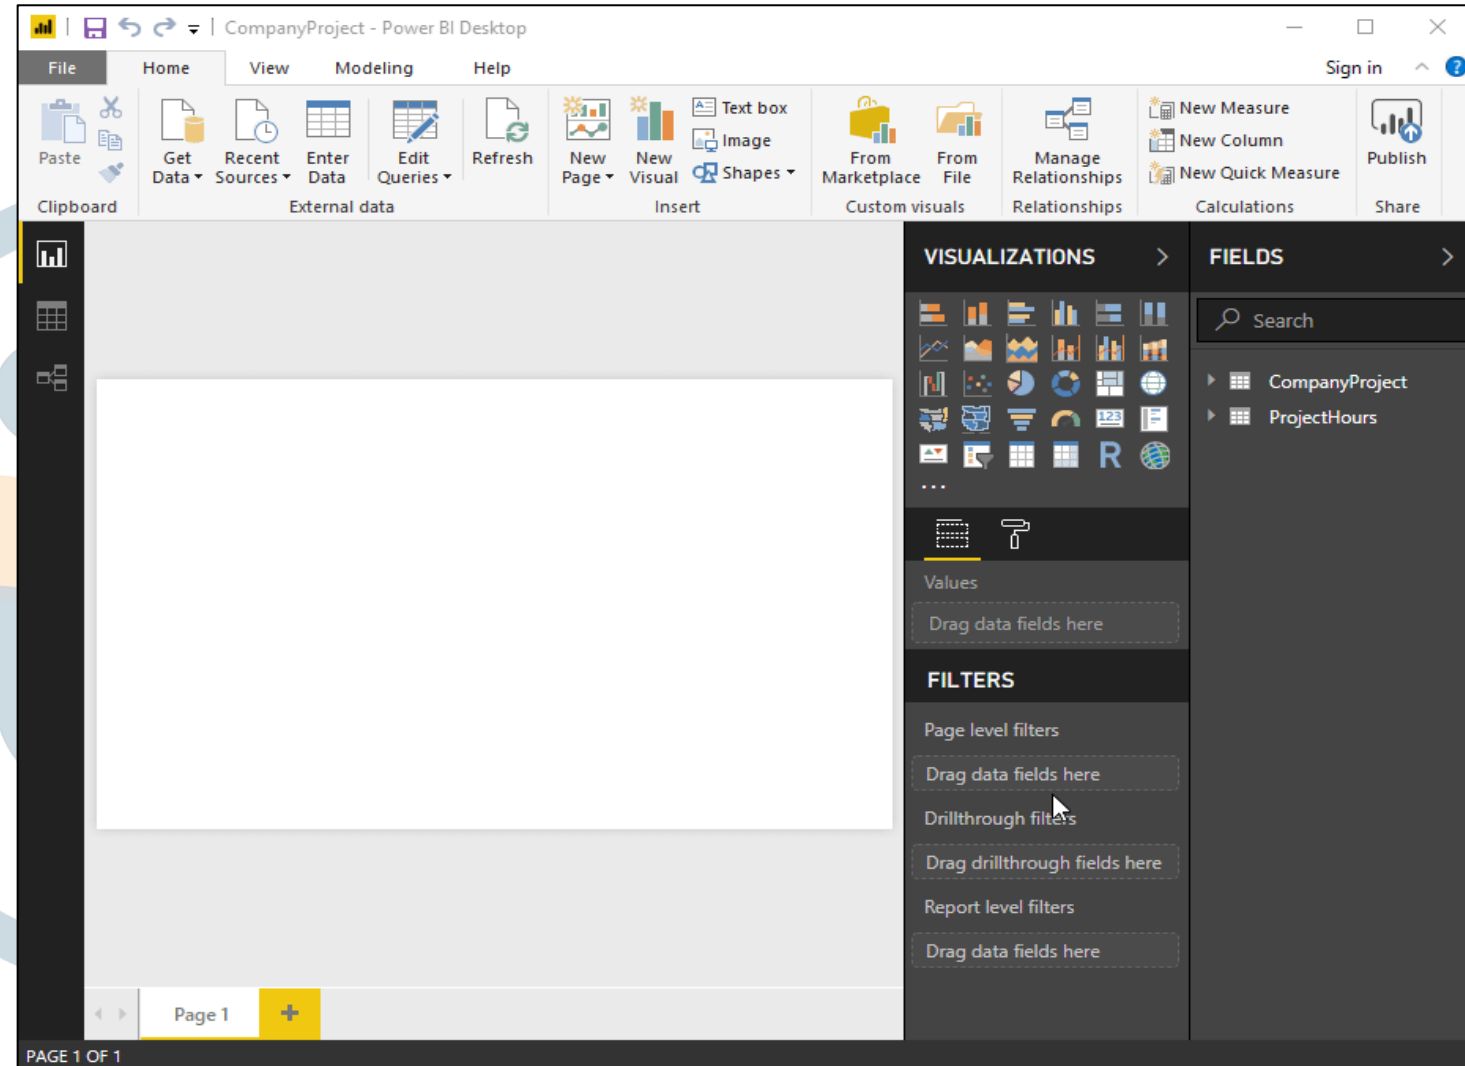 CompanyProject - Power BI Desktop
File Home View Modeling Help Sign in ?
Paste
Clipboard
Get Data
Recent Sources
Enter Data
Edit Queries
External data
Refresh
New Page
New Visual
Text box
Image
Shapes
Insert
From Marketplace
From File
Custom visuals
Manage Relationships
Relationships
New Measure
New Column
New Quick Measure
Calculations
Publish
Share
VISUALIZATIONS
123
R
...
Values
Drag data fields here
FILTERS
Page level filters
Drag data fields here
Drillthrough filters
Drag drillthrough fields here
Report level filters
Drag data fields here
FIELDS
Search
CompanyProject
ProjectHours
Page 1 +
PAGE 1 OF 1